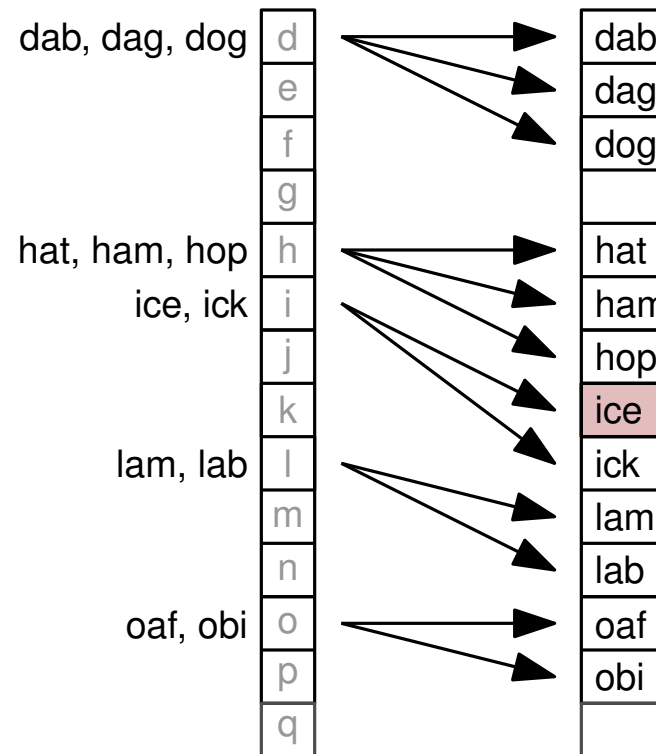 dab, dag, dog d dab
e dag
f dog
g
hat, ham, hop h hat
ice, ick i ham
j hop
k ice
lam, lab l ick
m lam
n lab
oaf, obi o oaf
p obi
q